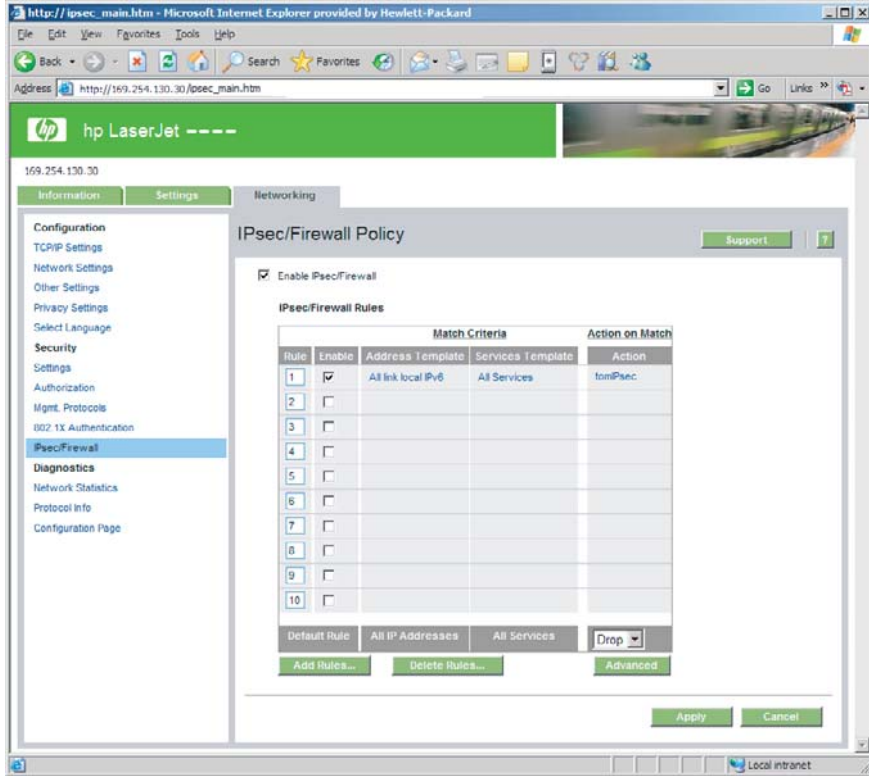 http://ipsec_main.htm - Microsoft Internet Explorer provided by Hewlett-Packard
File Edit View Favorites Tools Help
Back Search Favorites
Address http://169.254.130.30/ipsec_main.htm Go Links »
hp hp LaserJet ----
169.254.130.30
Information Settings Networking
Configuration
TCP/IP Settings
Network Settings
Other Settings
Privacy Settings
Select Language
Security
Settings
Authorization
Mgmt. Protocols
802.1X Authentication
IPsec/Firewall
Diagnostics
Network Statistics
Protocol Info
Configuration Page
IPsec/Firewall Policy
Support ?
Enable IPsec/Firewall
IPsec/Firewall Rules
Match Criteria Action on Match
Rule Enable Address Template Services Template Action
1 All link local IPv6 All Services tomIPsec
2
3
4
5
6
7
8
9
10
Default Rule All IP Addresses All Services Drop
Add Rules... Delete Rules... Advanced
Apply Cancel
Local intranet